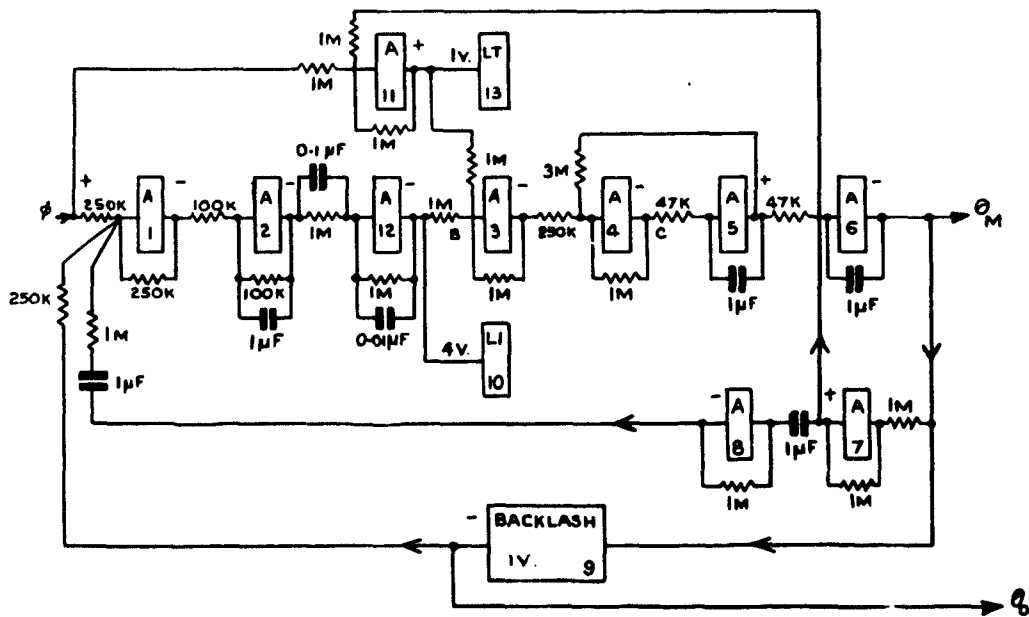 1M
A
+
11
1V.
LT
13
1M
1M
0.1µF
1M
3M
ø
+
250K
A
1
-
100K
A
2
-
1M
A
12
-
1M
B
A
3
-
250K
A
4
-
47K
C
A
5
+
47K
A
6
-
θM
250K
100K
1µF
1M
0.01µF
1M
1M
1µF
1µF
250K
1M
1µF
4V.
L1
10
-
A
8
1µF
+
A
7
1M
1M
1M
-
BACKLASH
1V.
9